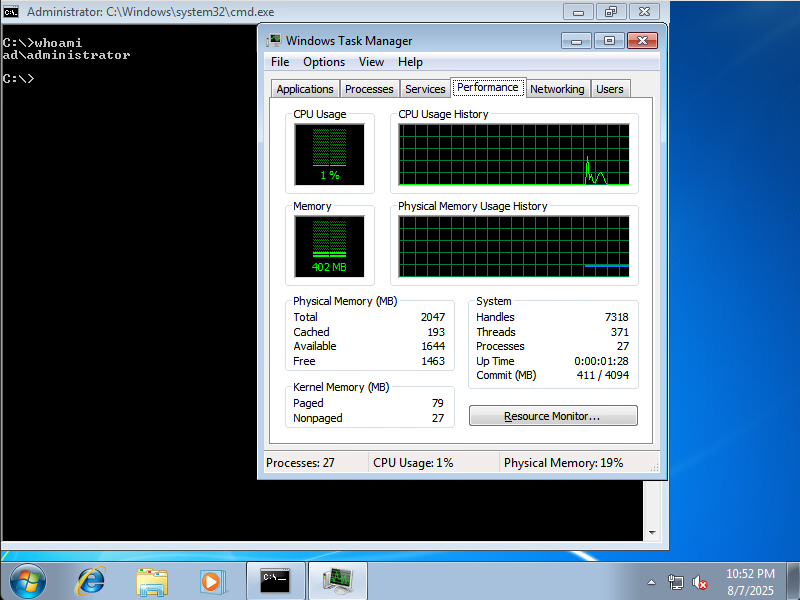 Administrator: C:\Windows\system32\cmd.exe
C:\>whoami
ad\administrator
C:\>
Windows Task Manager
File Options View Help
Applications Processes Services Performance Networking Users
CPU Usage
1 %
CPU Usage History
Memory
402 MB
Physical Memory Usage History
Physical Memory (MB)
Total 2047
Cached 193
Available 1644
Free 1463
Kernel Memory (MB)
Paged 79
Nonpaged 27
System
Handles 7318
Threads 371
Processes 27
Up Time 0:00:01:28
Commit (MB) 411 / 4094
Resource Monitor...
Processes: 27 CPU Usage: 1% Physical Memory: 19%
10:52 PM
8/7/2025